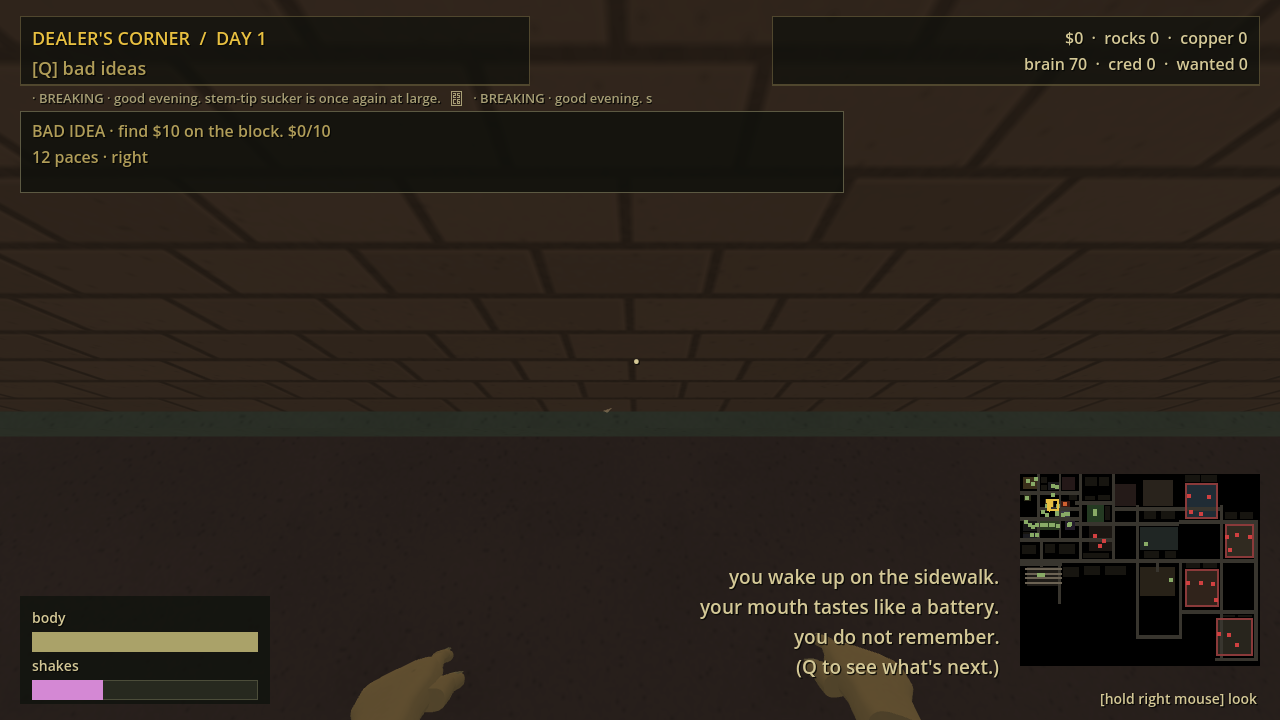 DEALER'S CORNER / DAY 1
[Q] bad ideas
$0 · rocks 0 · copper 0
brain 70 · cred 0 · wanted 0
· BREAKING · good evening. stem-tip sucker is once again at large. · BREAKING · good evening. s
BAD IDEA · find $10 on the block. $0/10
12 paces · right
you wake up on the sidewalk.
your mouth tastes like a battery.
you do not remember.
(Q to see what's next.)
body
shakes
[hold right mouse] look